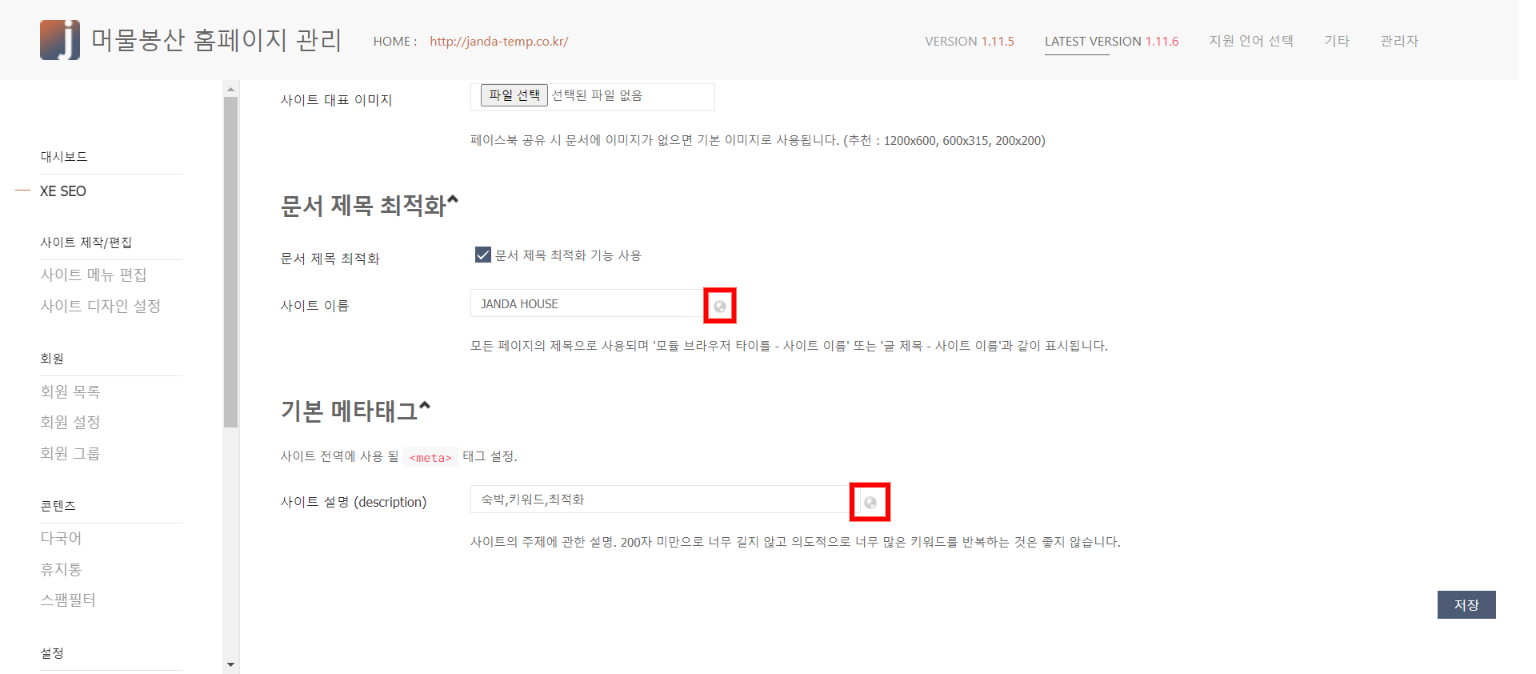 j 머물봉산 홈페이지 관리
HOME : http://janda-temp.co.kr/
VERSION 1.11.5
LATEST VERSION 1.11.6
지원 언어 선택
기타
관리자
대시보드
XE SEO
사이트 제작/편집
사이트 메뉴 편집
사이트 디자인 설정
회원
회원 목록
회원 설정
회원 그룹
콘텐츠
다국어
휴지통
스팸필터
설정
사이트 대표 이미지
파일 선택 선택된 파일 없음
페이스북 공유 시 문서에 이미지가 없으면 기본 이미지로 사용됩니다. (추천 : 1200x600, 600x315, 200x200)
문서 제목 최적화
문서 제목 최적화
문서 제목 최적화 기능 사용
사이트 이름
JANDA HOUSE
모든 페이지의 제목으로 사용되며 '모듈 브라우저 타이틀 - 사이트 이름' 또는 '글 제목 - 사이트 이름'과 같이 표시됩니다.
기본 메타태그
사이트 전역에 사용 될 <meta> 태그 설정.
사이트 설명 (description)
숙박,키워드,최적화
사이트의 주제에 관한 설명. 200자 미만으로 너무 길지 않고 의도적으로 너무 많은 키워드를 반복하는 것은 좋지 않습니다.
저장